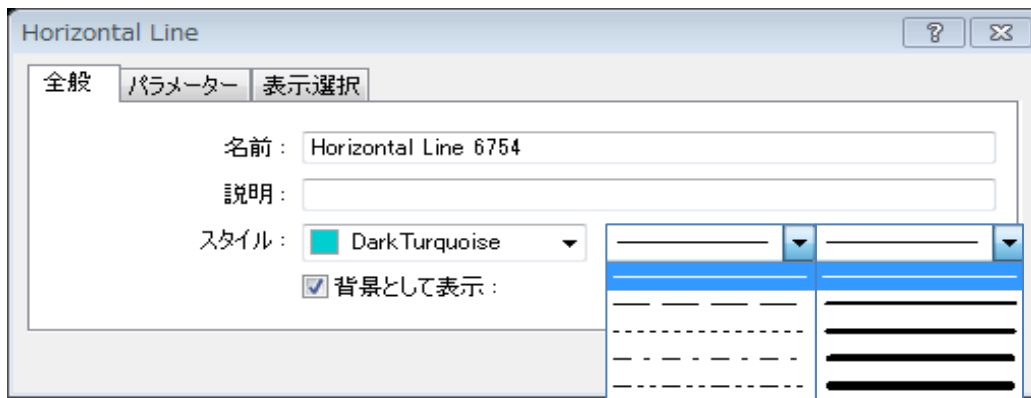 Horizontal Line
全般 パラメーター 表示選択
名前: Horizontal Line 6754
説明:
スタイル: DarkTurquoise
背景として表示: